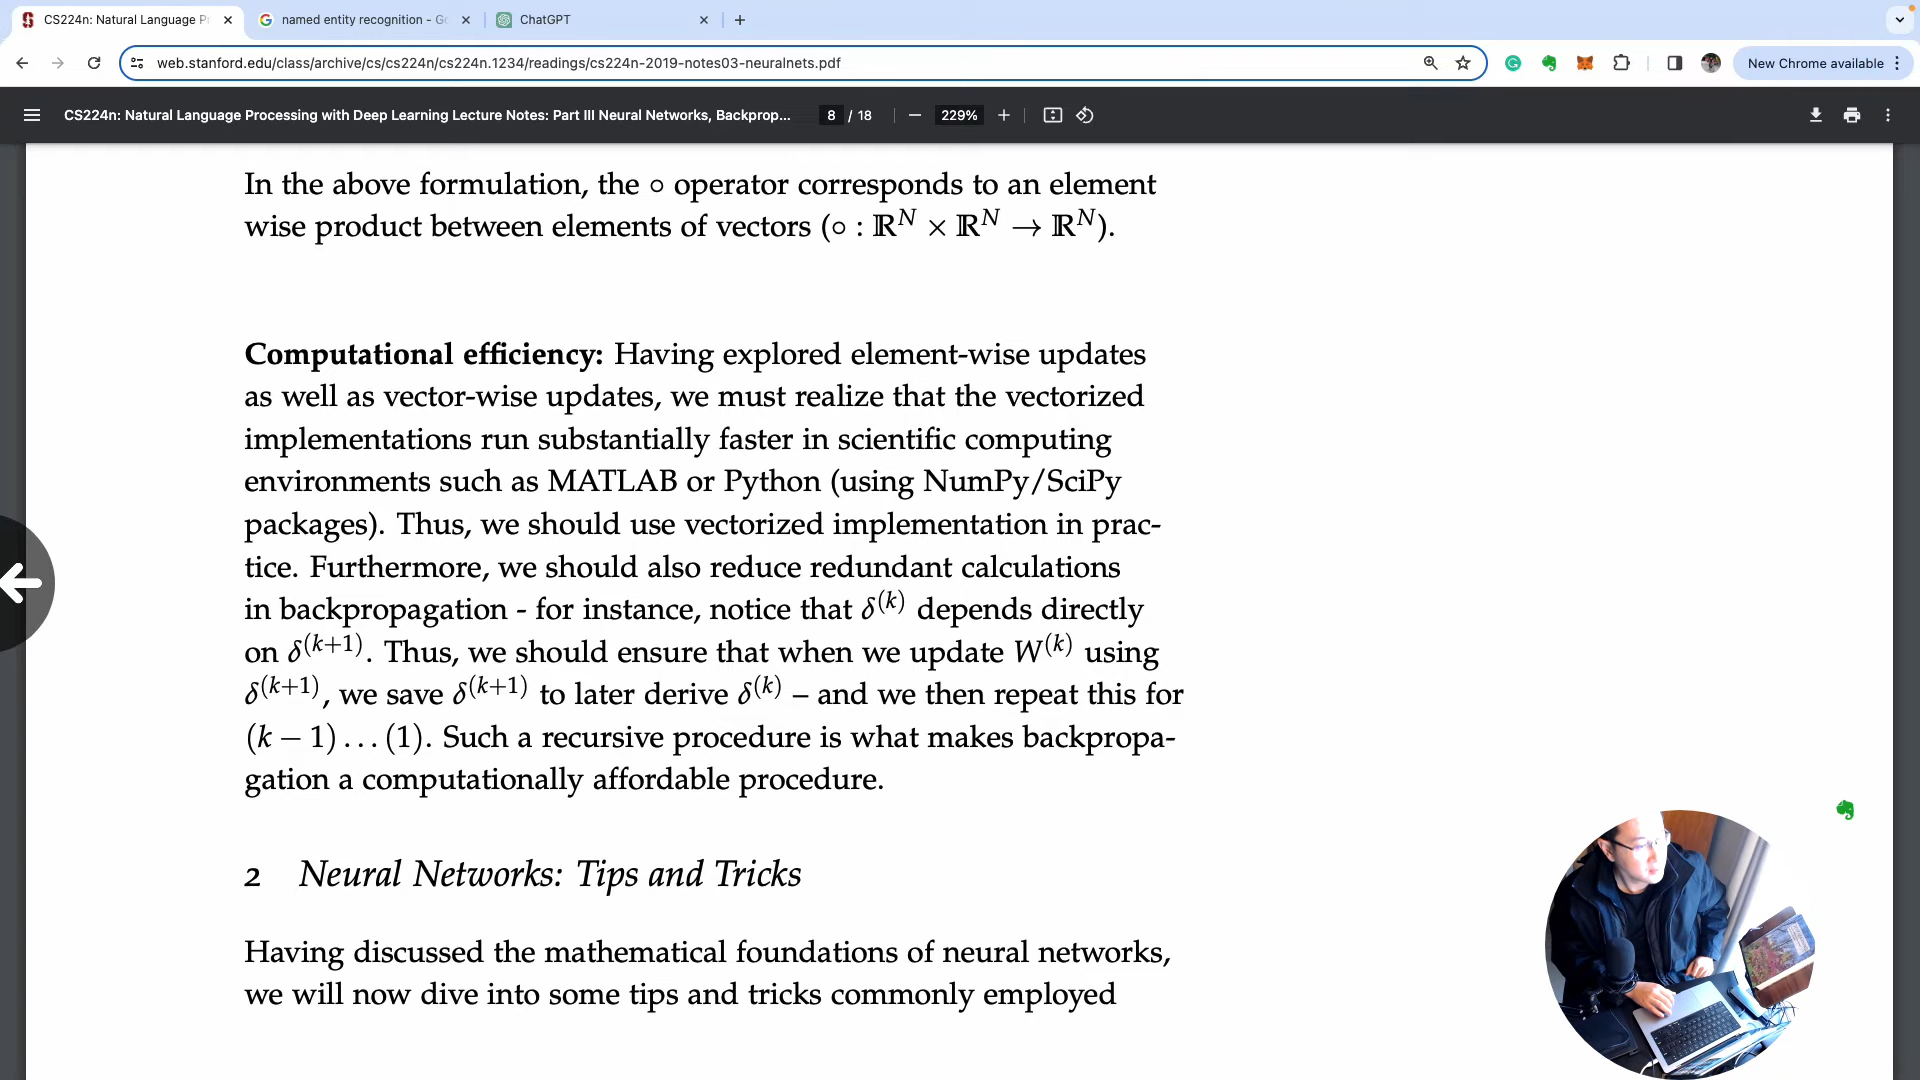 CS224n: Natural Language Pr
named entity recognition - Go
ChatGPT
web.stanford.edu/class/archive/cs/cs224n/cs224n.1234/readings/cs224n-2019-notes03-neuralnets.pdf
New Chrome available
CS224n: Natural Language Processing with Deep Learning Lecture Notes: Part III Neural Networks, Backprop...
8 / 18
229%
In the above formulation, the ∘ operator corresponds to an element
wise product between elements of vectors (∘ : ℝᴺ × ℝᴺ → ℝᴺ).
Computational efficiency: Having explored element-wise updates
as well as vector-wise updates, we must realize that the vectorized
implementations run substantially faster in scientific computing
environments such as MATLAB or Python (using NumPy/SciPy
packages). Thus, we should use vectorized implementation in prac-
tice. Furthermore, we should also reduce redundant calculations
in backpropagation - for instance, notice that δ⁽ᵏ⁾ depends directly
on δ⁽ᵏ⁺¹⁾. Thus, we should ensure that when we update W⁽ᵏ⁾ using
δ⁽ᵏ⁺¹⁾, we save δ⁽ᵏ⁺¹⁾ to later derive δ⁽ᵏ⁾ – and we then repeat this for
(k − 1) . . . (1). Such a recursive procedure is what makes backpropa-
gation a computationally affordable procedure.
2 Neural Networks: Tips and Tricks
Having discussed the mathematical foundations of neural networks,
we will now dive into some tips and tricks commonly employed